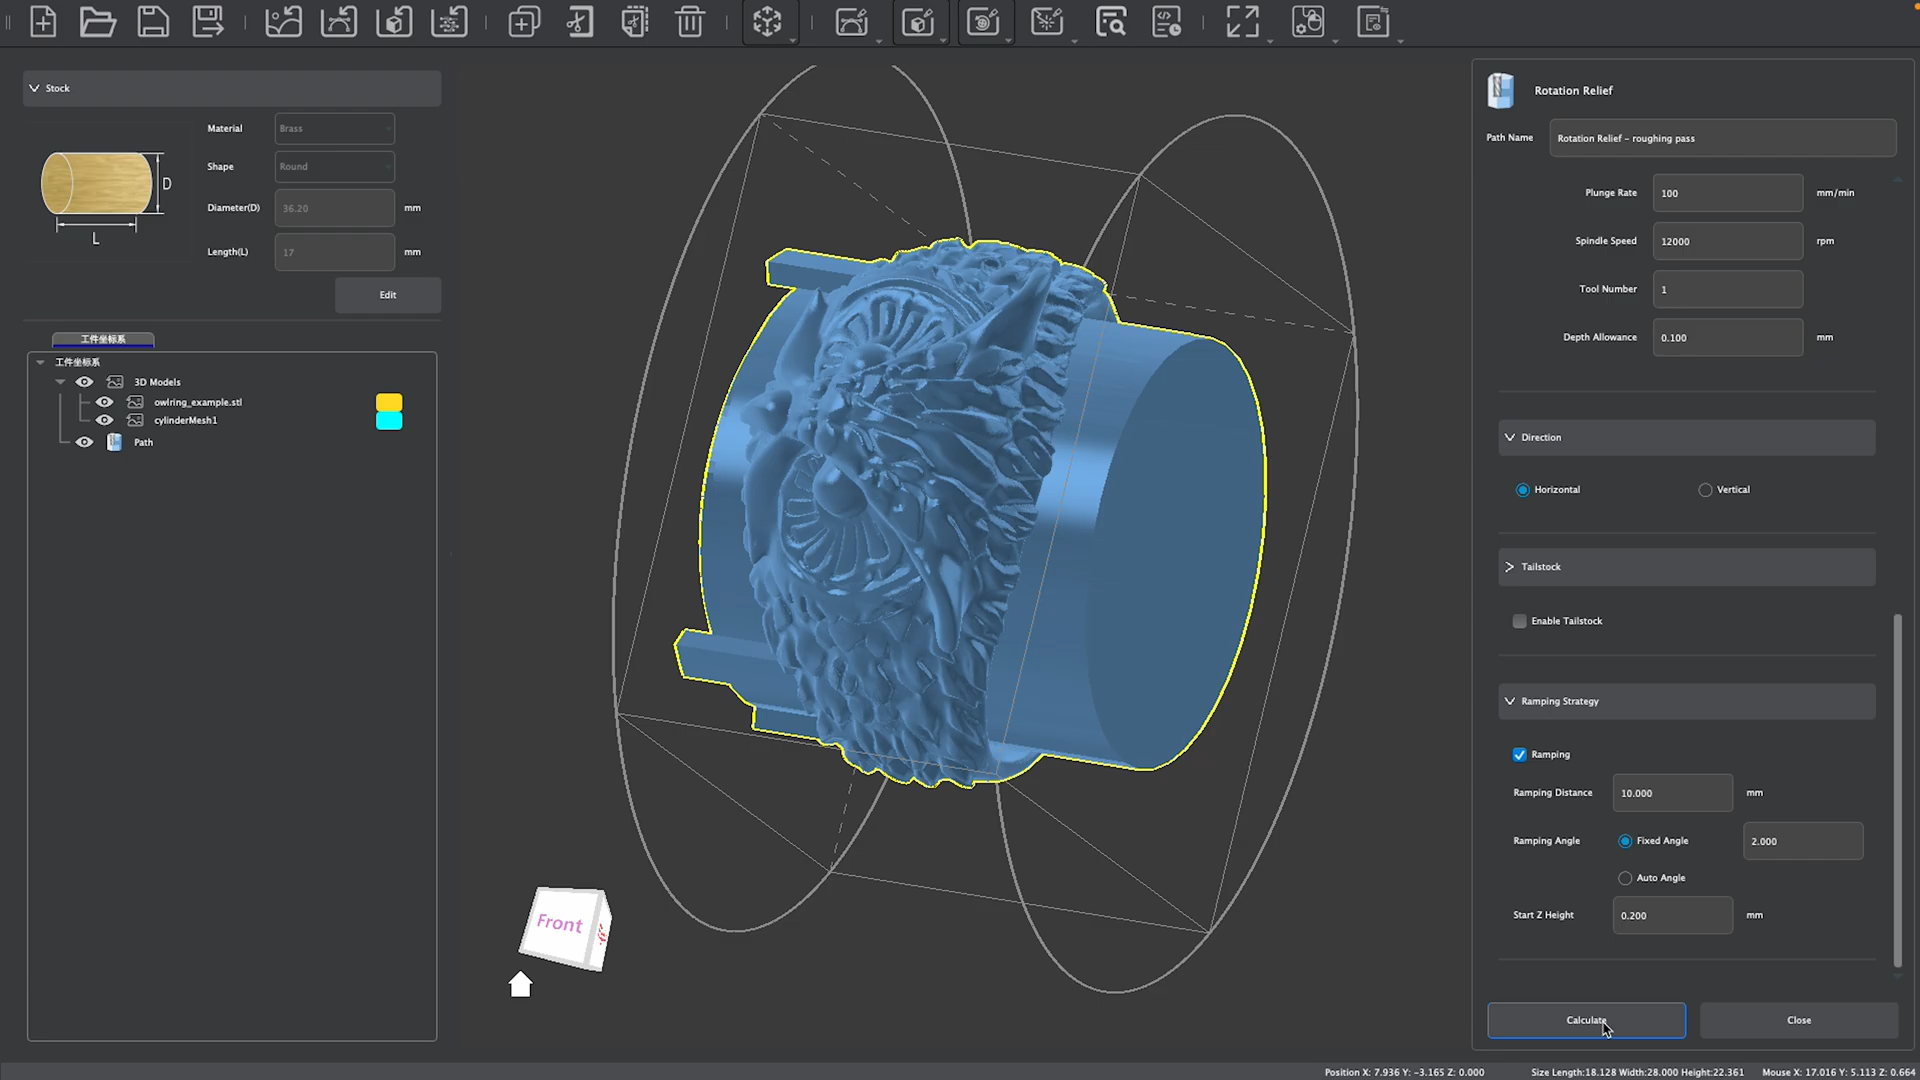 Stock
Material
Brass
Shape
Round
Diameter(D)
36.20
mm
Length(L)
17
mm
D
L
Edit
工件坐标系
工件坐标系
3D Models
owlring_example.stl
cylinderMesh1
Path
Front
Rotation Relief
Path Name
Rotation Relief - roughing pass
Plunge Rate
100
mm/min
Spindle Speed
12000
rpm
Tool Number
1
Depth Allowance
0.100
mm
Direction
Horizontal
Vertical
Tailstock
Enable Tailstock
Ramping Strategy
Ramping
Ramping Distance
10.000
mm
Ramping Angle
Fixed Angle
2.000
Auto Angle
Start Z Height
0.200
mm
Calculate
Close
Position X: 7.936 Y: -3.165 Z: 0.000
Size Length:18.128 Width:28.000 Height:22.361
Mouse X: 17.016 Y: 5.113 Z: 0.664